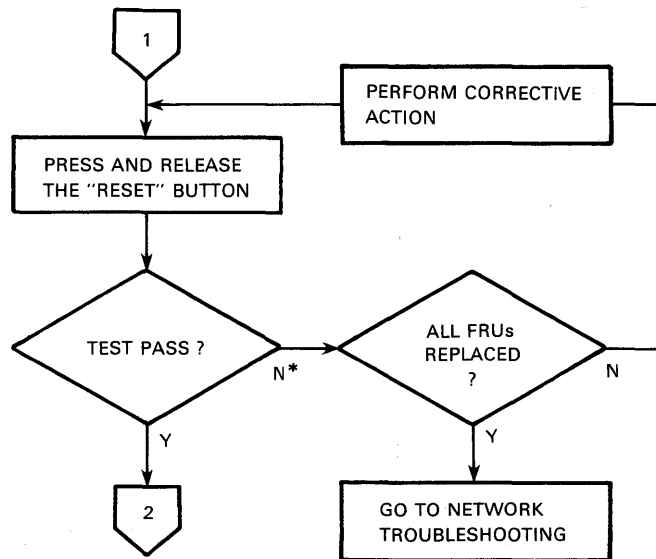 1
PERFORM CORRECTIVE
ACTION
PRESS AND RELEASE
THE "RESET" BUTTON
TEST PASS ?
N*
ALL FRUs
REPLACED
?
N
Y
Y
2
GO TO NETWORK
TROUBLESHOOTING